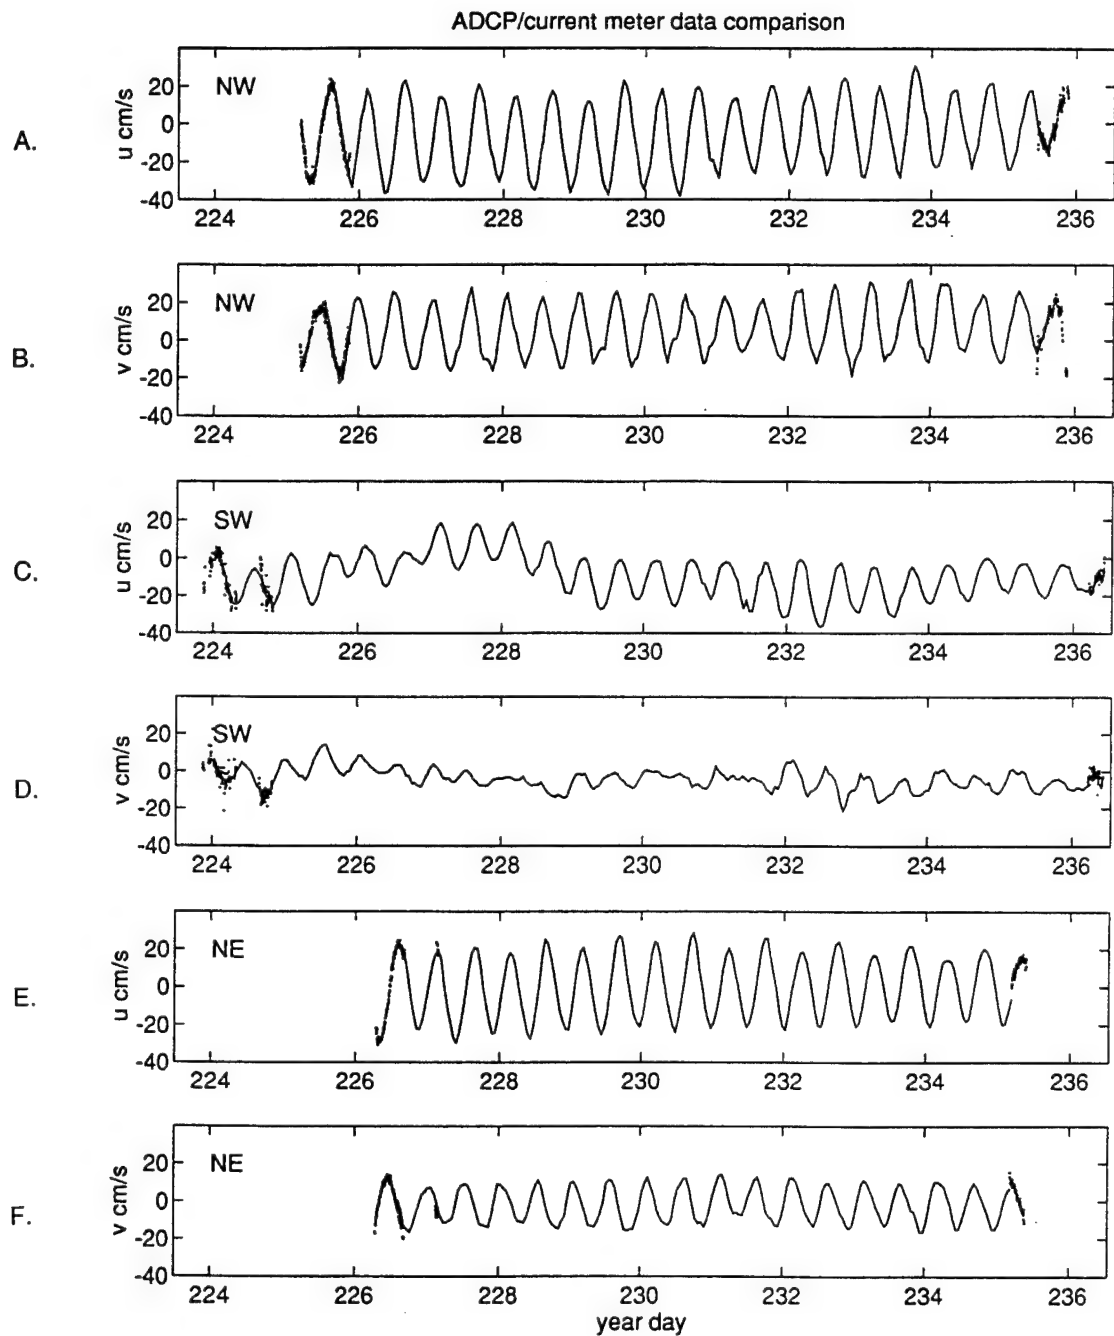 ADCP/current meter data comparison
A.
u cm/s
NW
20
0
-20
-40
224 226 228 230 232 234 236
B.
v cm/s
NW
20
0
-20
-40
224 226 228 230 232 234 236
C.
u cm/s
SW
20
0
-20
-40
224 226 228 230 232 234 236
D.
v cm/s
SW
20
0
-20
-40
224 226 228 230 232 234 236
E.
u cm/s
NE
20
0
-20
-40
224 226 228 230 232 234 236
F.
v cm/s
NE
20
0
-20
-40
224 226 228 230 232 234 236
year day